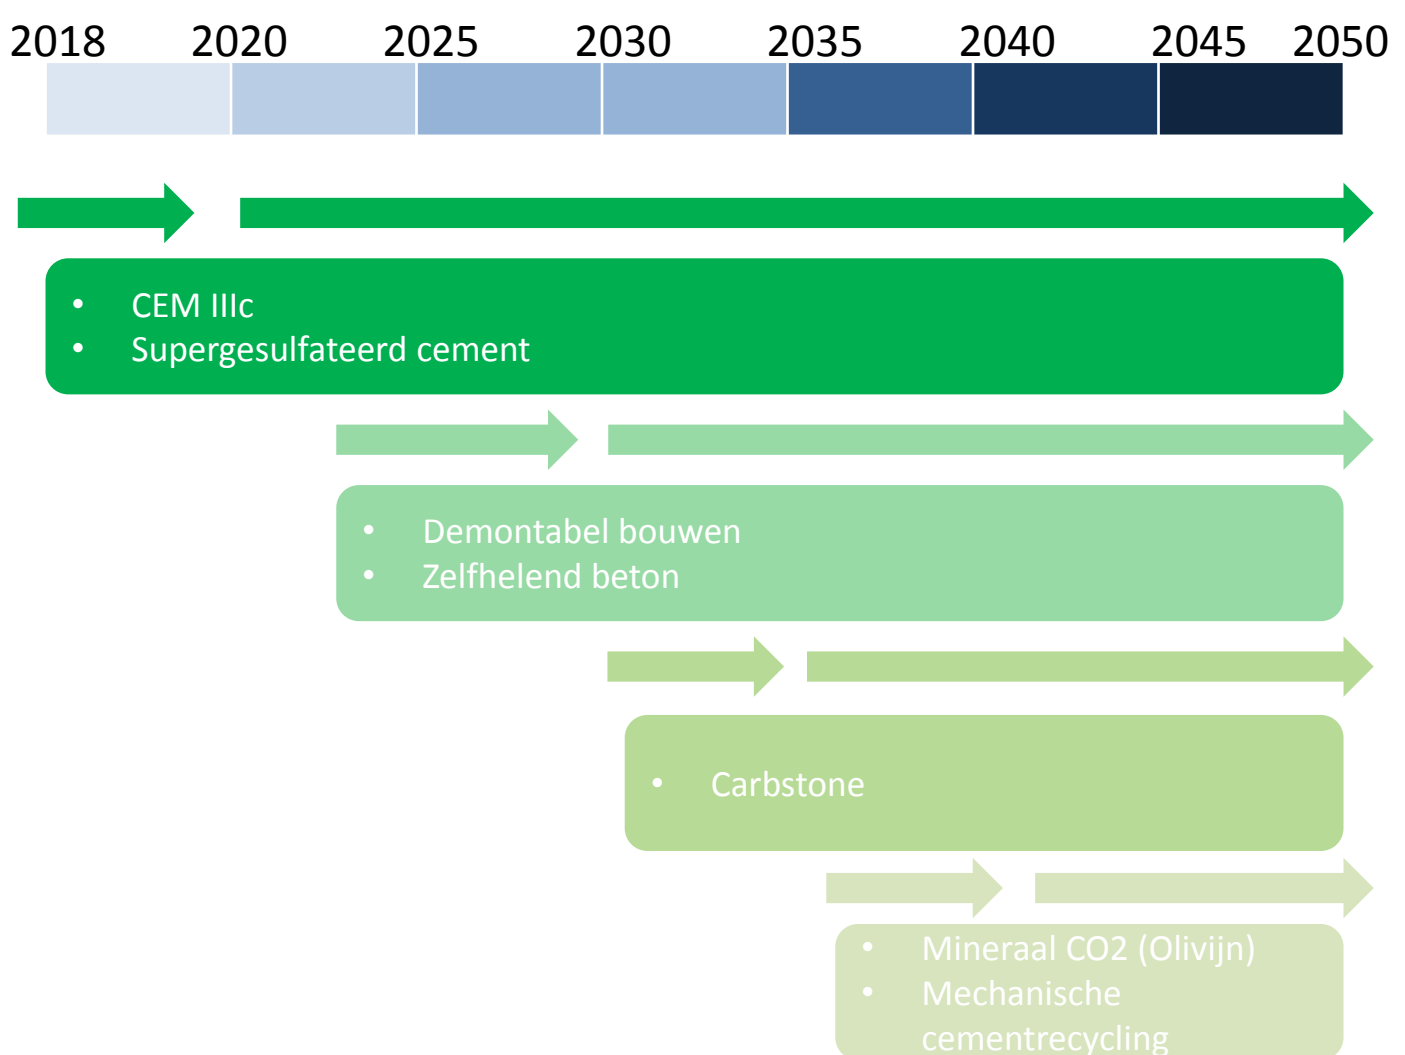 2018 2020 2025 2030 2035 2040 2045 2050
• CEM IIIc
• Supergesulfateerd cement
• Demontabel bouwen
• Zelfhelend beton
• Carbstone
• Mineraal CO2 (Olivijn)
• Mechanische
cementrecycling